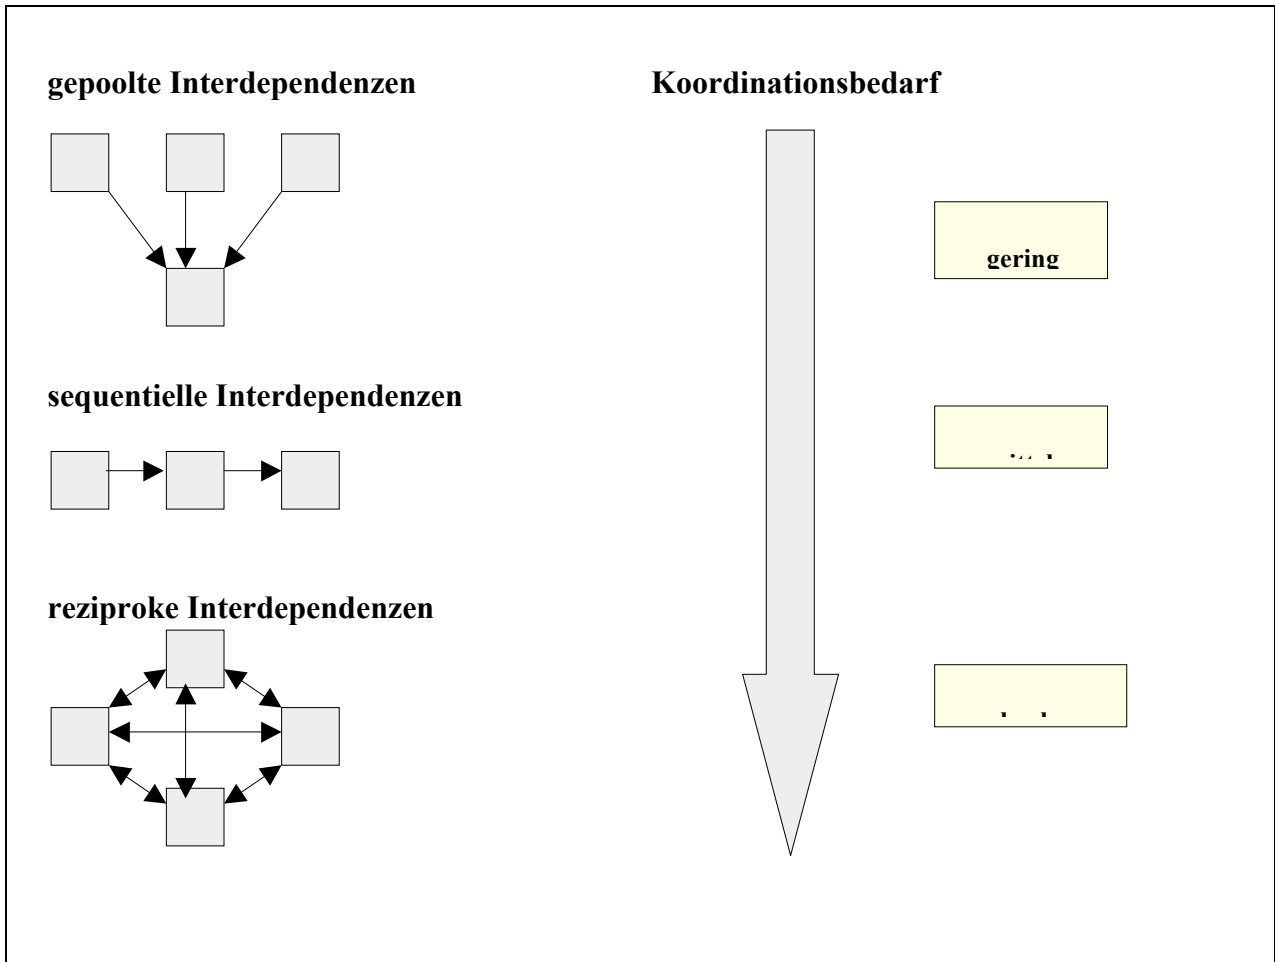 gepoolte Interdependenzen
Koordinationsbedarf
gering
sequentielle Interdependenzen
reziproke Interdependenzen